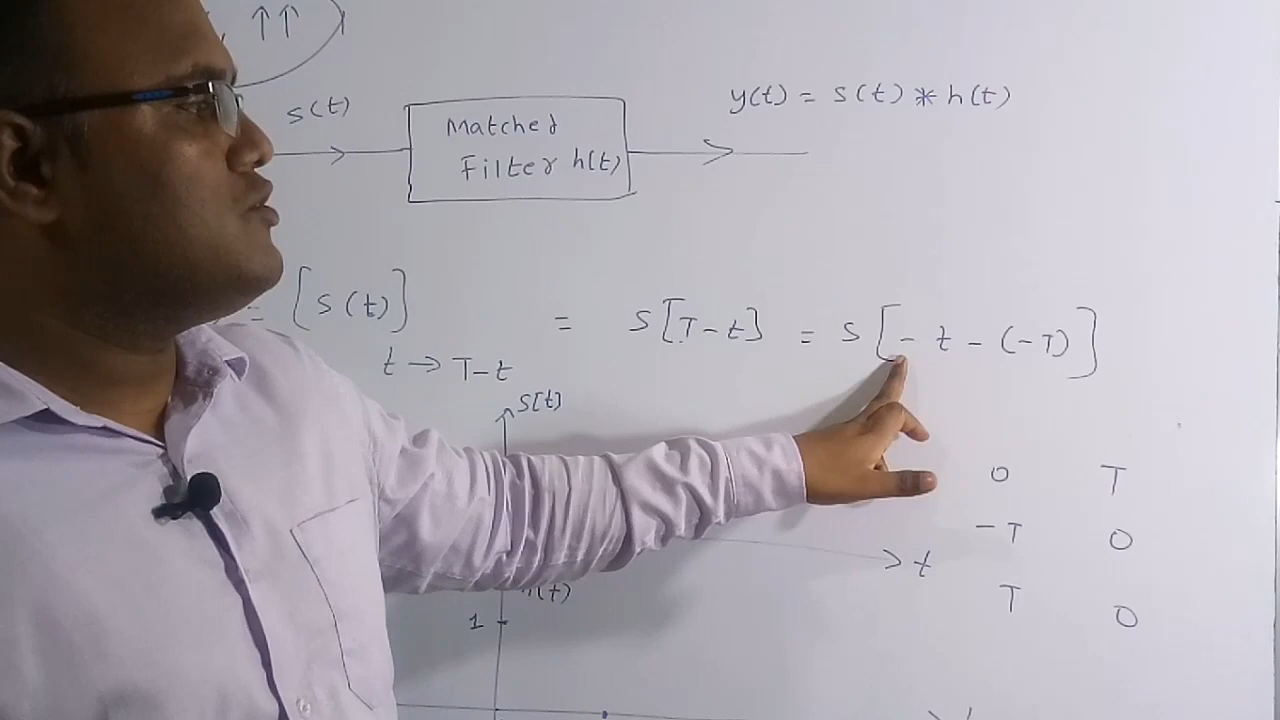 ↑↑
s(t)
Matched
Filter h(t)
y(t) = s(t) * h(t)
= [s(t)]
t → T-t
= s[T-t] = s[-t-(-T)]
s[t]
0 T
-T 0
t
T 0
(t)
1